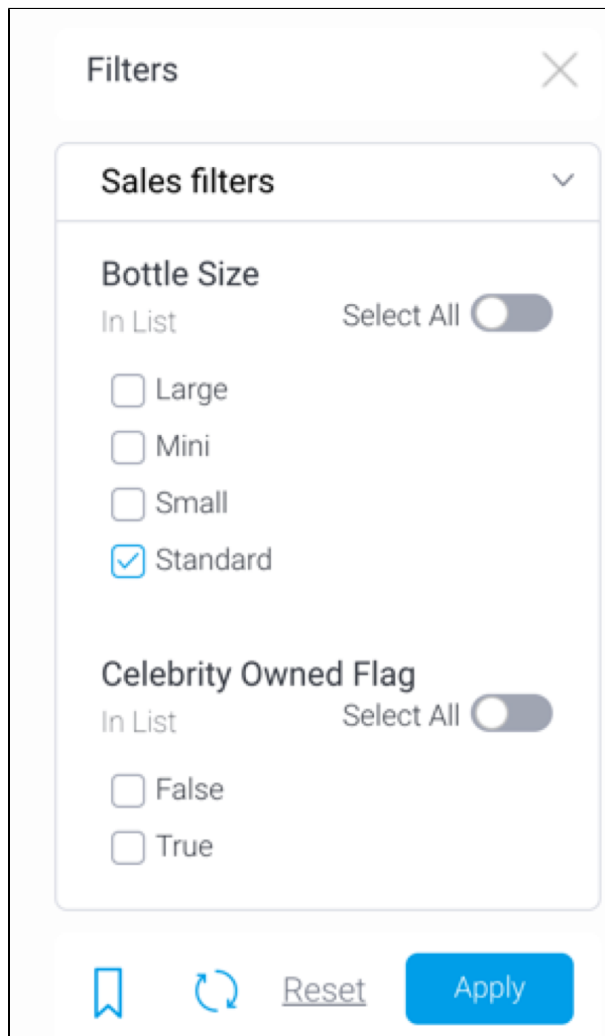 Filters
Sales filters
Bottle Size
In List
Select All
Large
Mini
Small
Standard
Celebrity Owned Flag
In List
Select All
False
True
Reset
Apply